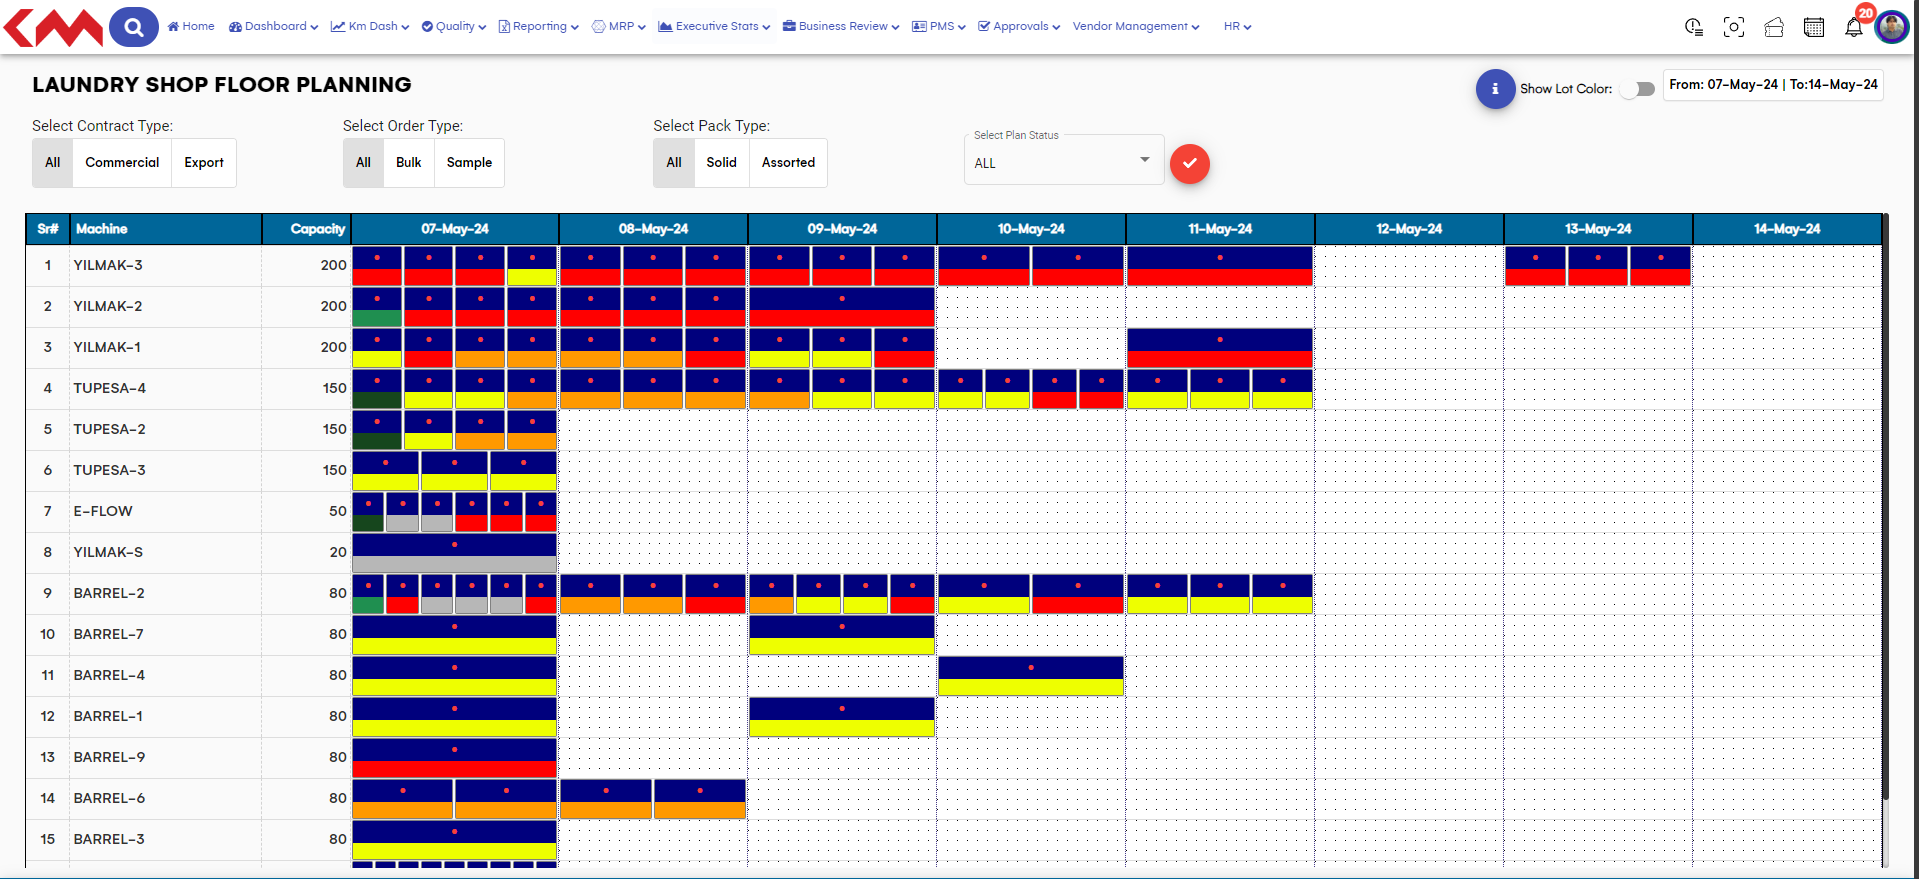 KM
Home Dashboard Km Dash Quality Reporting MRP Executive Stats Business Review PMS Approvals Vendor Management HR 20
LAUNDRY SHOP FLOOR PLANNING
i Show Lot Color: From: 07-May-24 | To:14-May-24
Select Contract Type: Select Order Type: Select Pack Type: Select Plan Status
All Commercial Export All Bulk Sample All Solid Assorted ALL
Sr# Machine Capacity 07-May-24 08-May-24 09-May-24 10-May-24 11-May-24 12-May-24 13-May-24 14-May-24
1 YILMAK-3 200
2 YILMAK-2 200
3 YILMAK-1 200
4 TUPESA-4 150
5 TUPESA-2 150
6 TUPESA-3 150
7 E-FLOW 50
8 YILMAK-S 20
9 BARREL-2 80
10 BARREL-7 80
11 BARREL-4 80
12 BARREL-1 80
13 BARREL-9 80
14 BARREL-6 80
15 BARREL-3 80